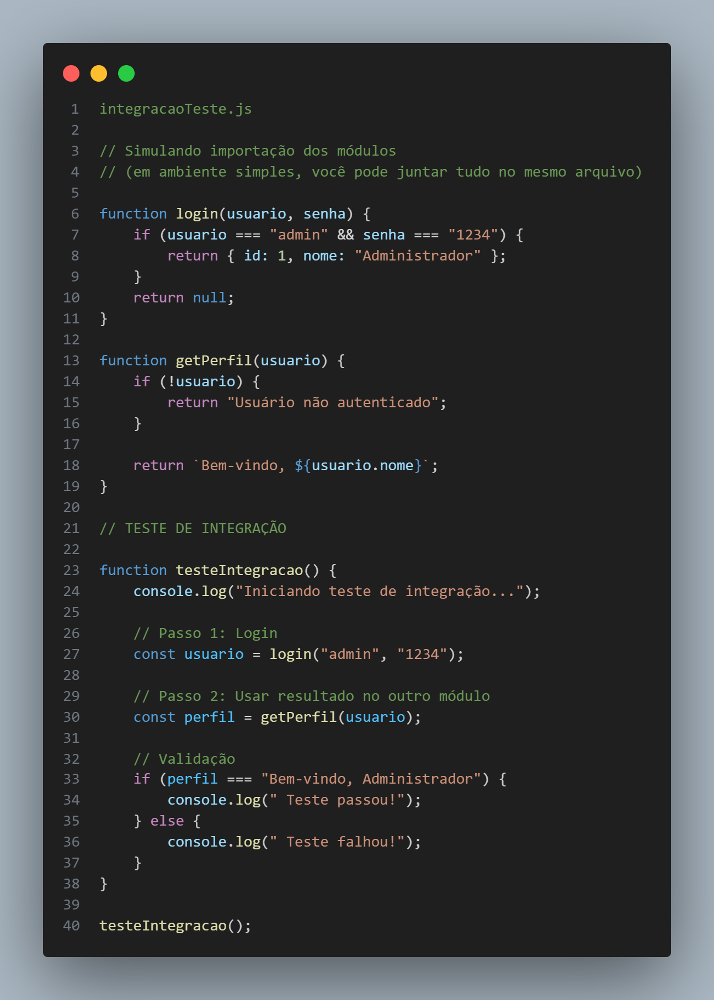 1 integracaoTeste.js
2
3 // Simulando importação dos módulos
4 // (em ambiente simples, você pode juntar tudo no mesmo arquivo)
5
6 function login(usuario, senha) {
7     if (usuario === "admin" && senha === "1234") {
8         return { id: 1, nome: "Administrador" };
9     }
10     return null;
11 }
12
13 function getPerfil(usuario) {
14     if (!usuario) {
15         return "Usuário não autenticado";
16     }
17
18     return `Bem-vindo, ${usuario.nome}`;
19 }
20
21 // TESTE DE INTEGRAÇÃO
22
23 function testeIntegracao() {
24     console.log("Iniciando teste de integração...");
25
26     // Passo 1: Login
27     const usuario = login("admin", "1234");
28
29     // Passo 2: Usar resultado no outro módulo
30     const perfil = getPerfil(usuario);
31
32     // Validação
33     if (perfil === "Bem-vindo, Administrador") {
34         console.log(" Teste passou!");
35     } else {
36         console.log(" Teste falhou!");
37     }
38 }
39
40 testeIntegracao();